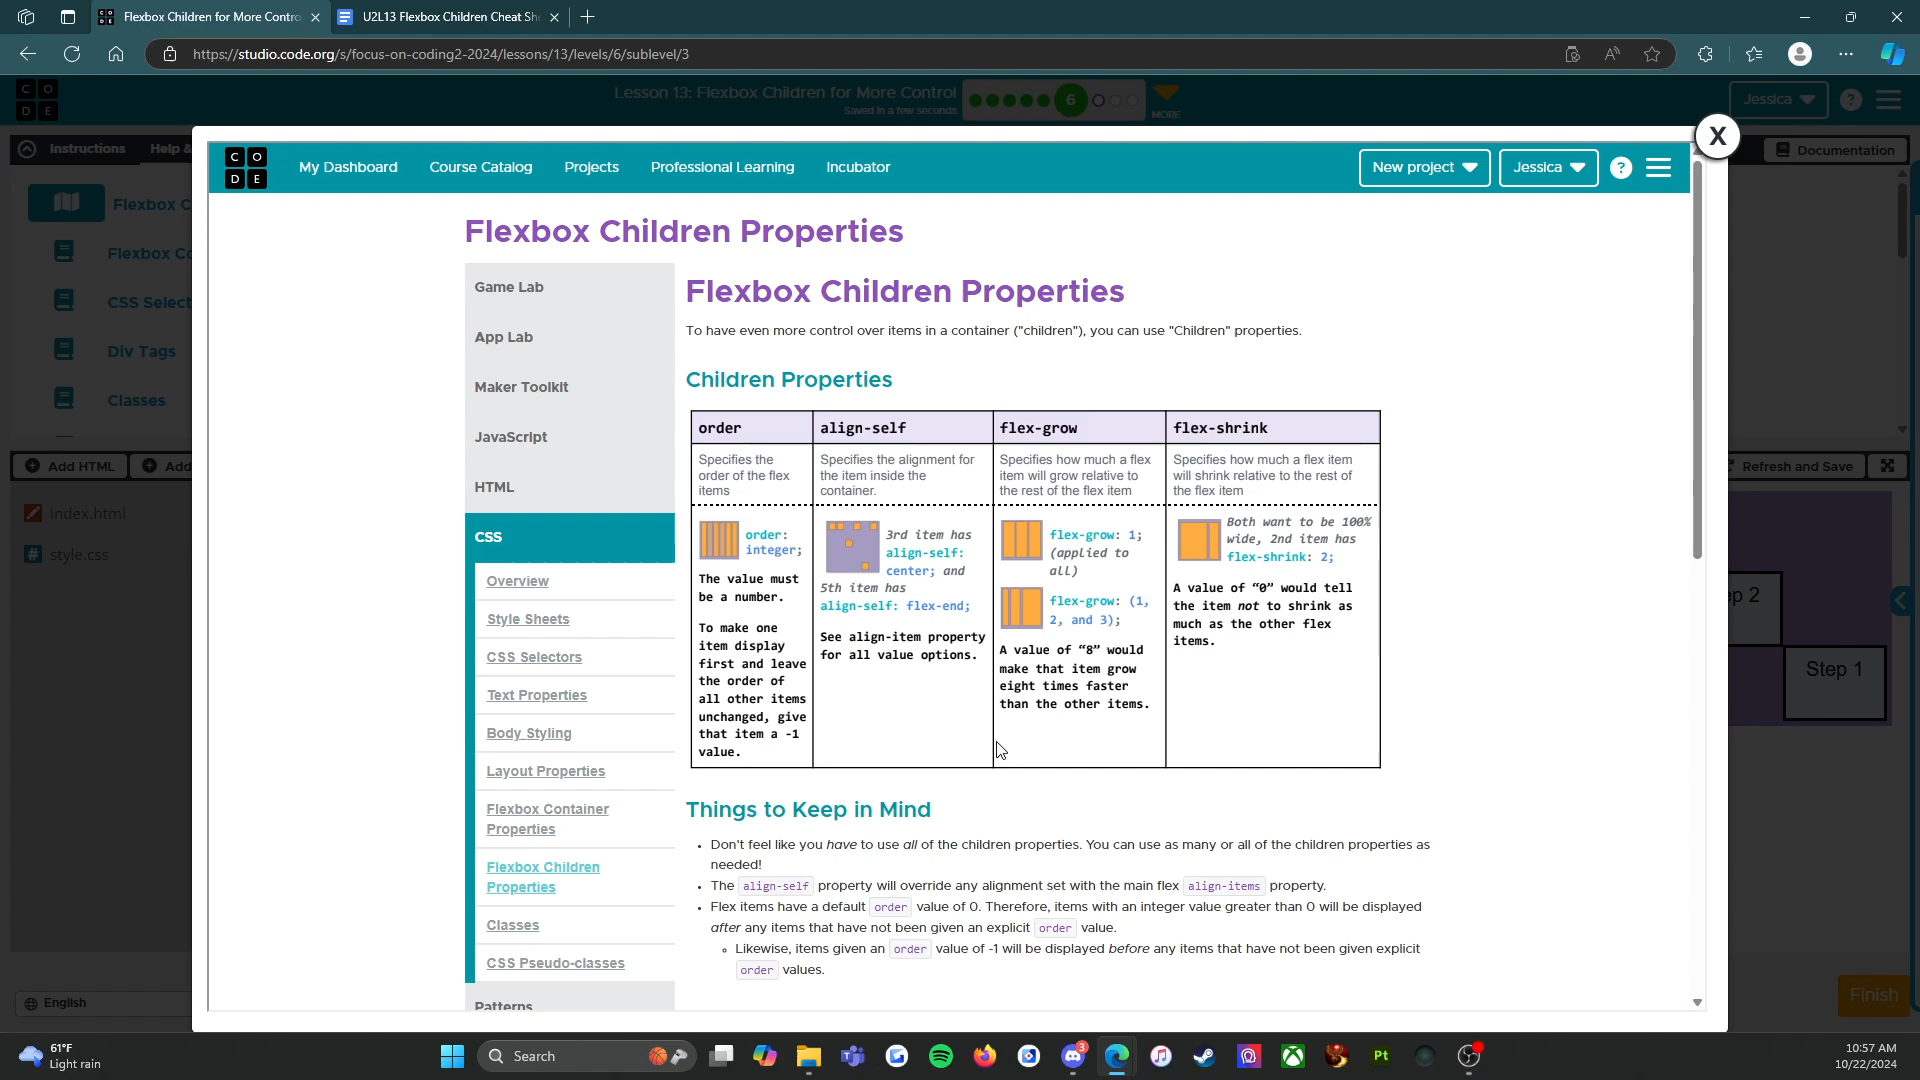 Flexbox Children for More Contro
U2L13 Flexbox Children Cheat Sh
https://studio.code.org/s/focus-on-coding2-2024/lessons/13/levels/6/sublevel/3
C O
D E
Lesson 13: Flexbox Children for More Control
Saved in a few seconds
6
MORE
Jessica
?
Instructions
Help &
Documentation
X
C O
D E
My Dashboard
Course Catalog
Projects
Professional Learning
Incubator
New project
Jessica
?
Flexbox C
Flexbox Co
CSS Select
Div Tags
Classes
Add HTML
Add
Refresh and Save
index.html
style.css
ep 2
Step 1
Finish
English
Flexbox Children Properties
Game Lab
App Lab
Maker Toolkit
JavaScript
HTML
CSS
Overview
Style Sheets
CSS Selectors
Text Properties
Body Styling
Layout Properties
Flexbox Container
Properties
Flexbox Children
Properties
Classes
CSS Pseudo-classes
Patterns
Flexbox Children Properties
To have even more control over items in a container ("children"), you can use "Children" properties.
Children Properties
order
Specifies the
order of the flex
items
order:
integer;
The value must
be a number.
To make one
item display
first and leave
the order of
all other items
unchanged, give
that item a -1
value.
align-self
Specifies the alignment for
the item inside the
container.
3rd item has
align-self:
center; and
5th item has
align-self: flex-end;
See align-item property
for all value options.
flex-grow
Specifies how much a flex
item will grow relative to
the rest of the flex item
flex-grow: 1;
(applied to
all)
flex-grow: (1,
2, and 3);
A value of “8” would
make that item grow
eight times faster
than the other items.
flex-shrink
Specifies how much a flex item
will shrink relative to the rest of
the flex item
Both want to be 100%
wide, 2nd item has
flex-shrink: 2;
A value of “0” would tell
the item not to shrink as
much as the other flex
items.
Things to Keep in Mind
Don't feel like you have to use all of the children properties. You can use as many or all of the children properties as
needed!
The align-self property will override any alignment set with the main flex align-items property.
Flex items have a default order value of 0. Therefore, items with an integer value greater than 0 will be displayed
after any items that have not been given an explicit order value.
Likewise, items given an order value of -1 will be displayed before any items that have not been given explicit
order values.
61°F
Light rain
Search
3
Pt
10:57 AM
10/22/2024